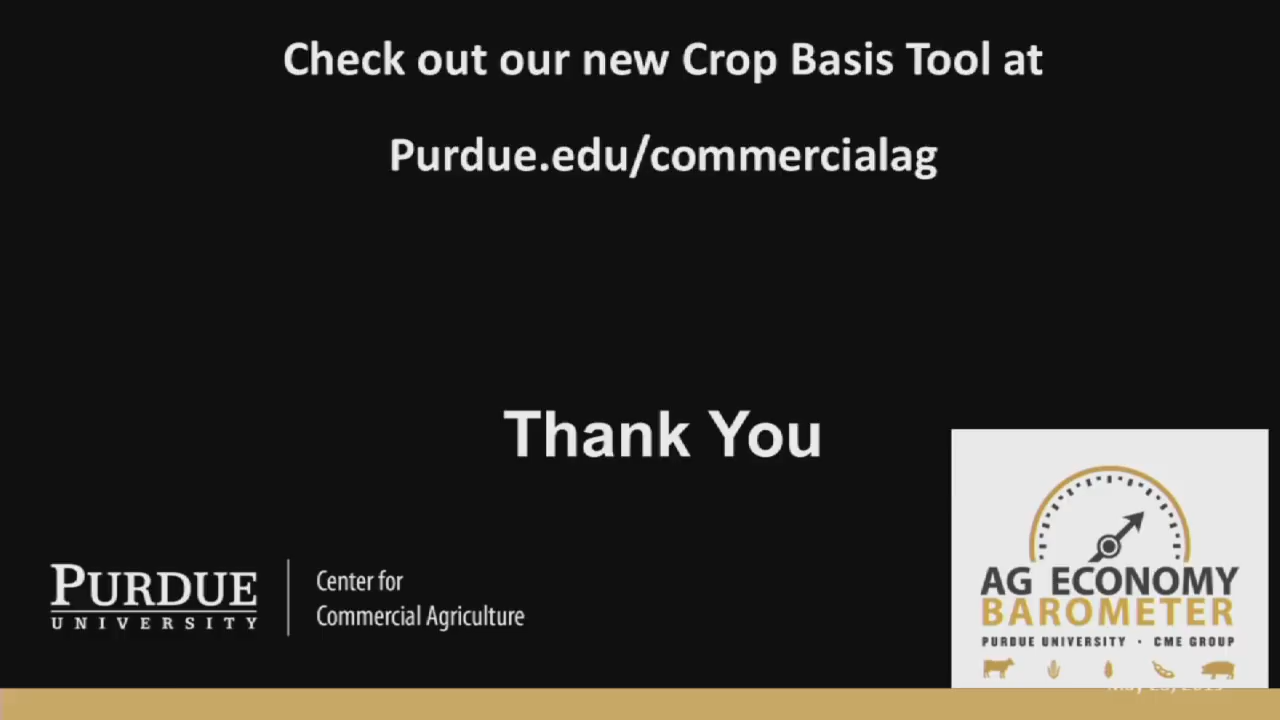 Check out our new Crop Basis Tool at
Purdue.edu/commercialag
Thank You
PURDUE
UNIVERSITY
Center for
Commercial Agriculture
AG ECONOMY
BAROMETER
PURDUE UNIVERSITY · CME GROUP